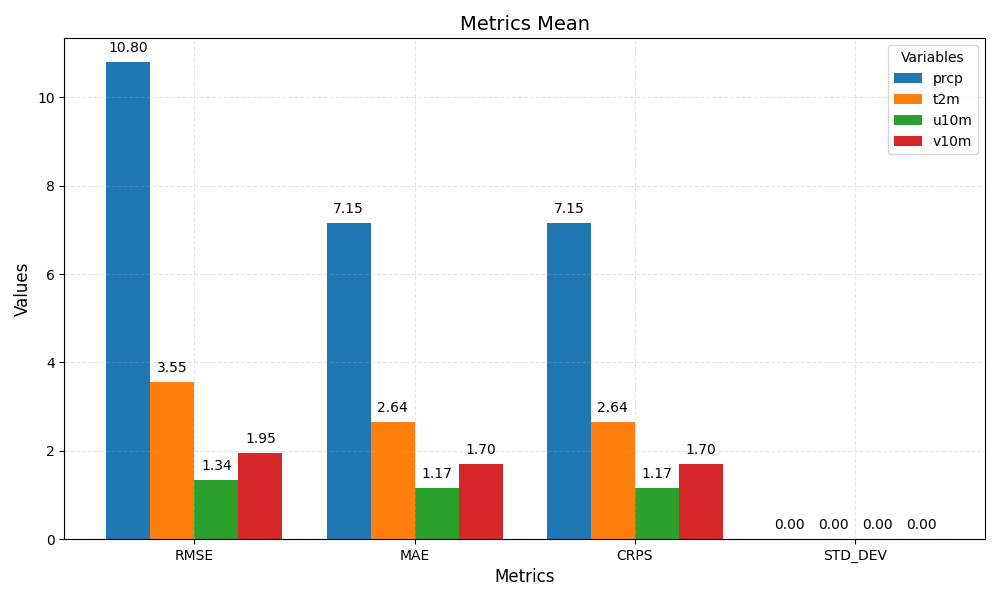 Metrics Mean
Values
10
8
6
4
2
0
10.80
3.55
1.34
1.95
7.15
2.64
1.17
1.70
7.15
2.64
1.17
1.70
0.00
0.00
0.00
0.00
Variables
prcp
t2m
u10m
v10m
RMSE
MAE
CRPS
STD_DEV
Metrics